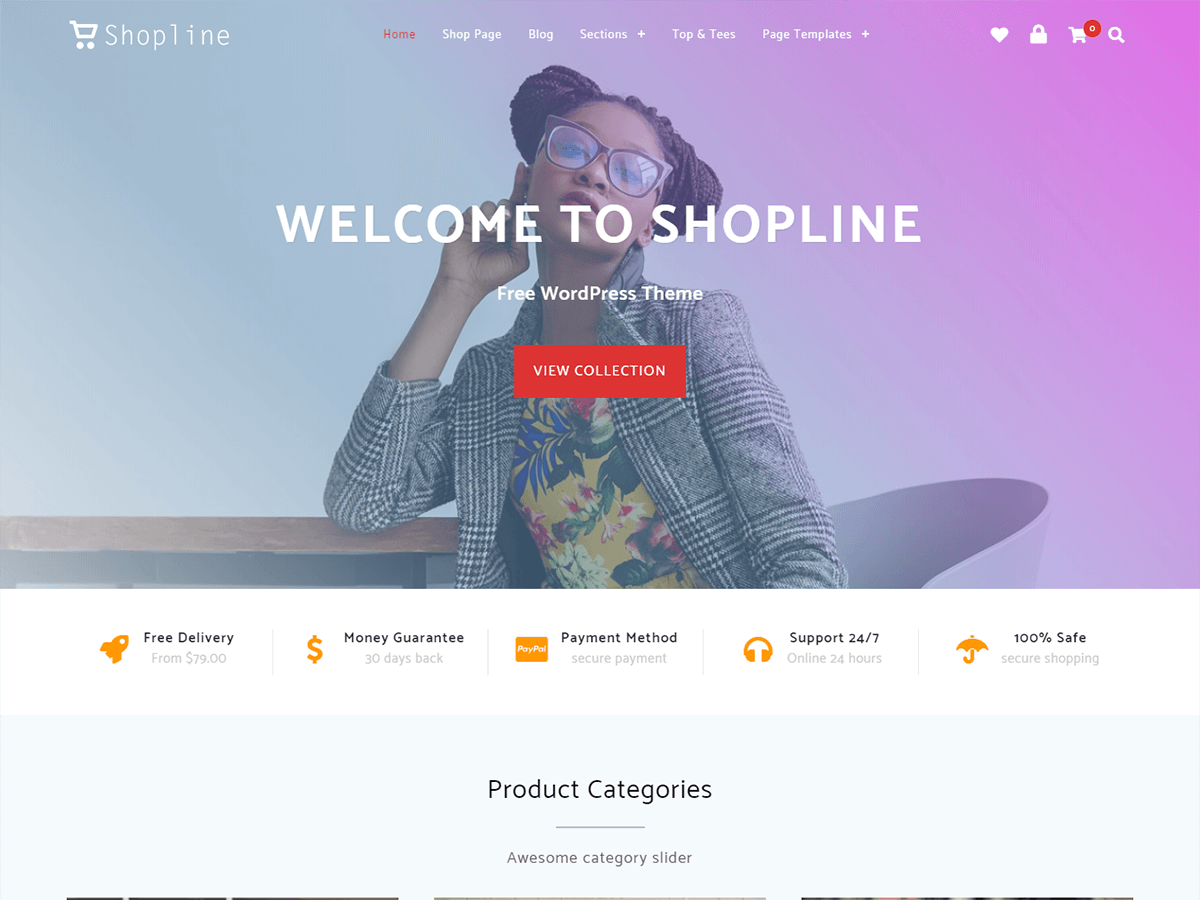 Shopline
Home
Shop Page
Blog
Sections +
Top & Tees
Page Templates +
0
WELCOME TO SHOPLINE
Free WordPress Theme
VIEW COLLECTION
Free Delivery
From $79.00
Money Guarantee
30 days back
PayPal
Payment Method
secure payment
Support 24/7
Online 24 hours
100% Safe
secure shopping
Product Categories
Awesome category slider